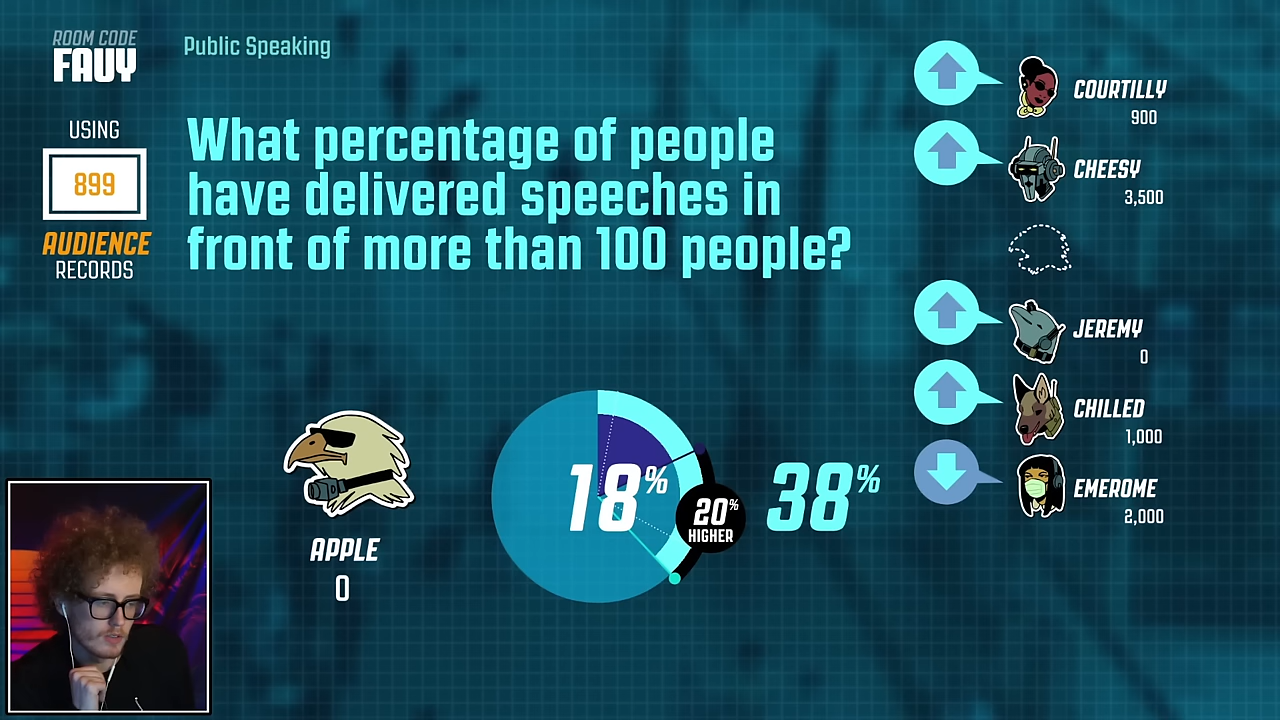 ROOM CODE
FAUY
Public Speaking
USING
899
AUDIENCE
RECORDS
What percentage of people
have delivered speeches in
front of more than 100 people?
COURTILLY
900
CHEESY
3,500
JEREMY
0
CHILLED
1,000
EMEROME
2,000
APPLE
0
18%
20%
HIGHER
38%